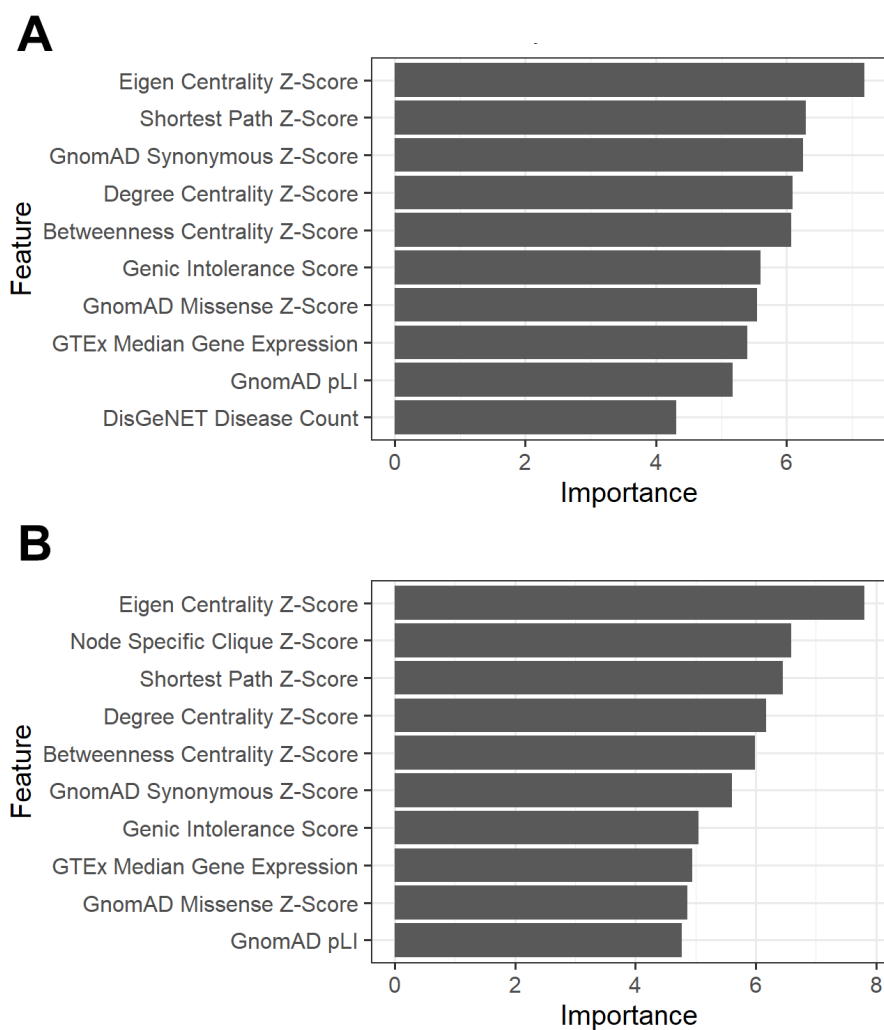 A
Eigen Centrality Z-Score
Shortest Path Z-Score
GnomAD Synonymous Z-Score
Degree Centrality Z-Score
Betweenness Centrality Z-Score
Genic Intolerance Score
GnomAD Missense Z-Score
GTEx Median Gene Expression
GnomAD pLI
DisGeNET Disease Count
Feature
0 2 4 6
Importance
B
Eigen Centrality Z-Score
Node Specific Clique Z-Score
Shortest Path Z-Score
Degree Centrality Z-Score
Betweenness Centrality Z-Score
GnomAD Synonymous Z-Score
Genic Intolerance Score
GTEx Median Gene Expression
GnomAD Missense Z-Score
GnomAD pLI
Feature
0 2 4 6 8
Importance